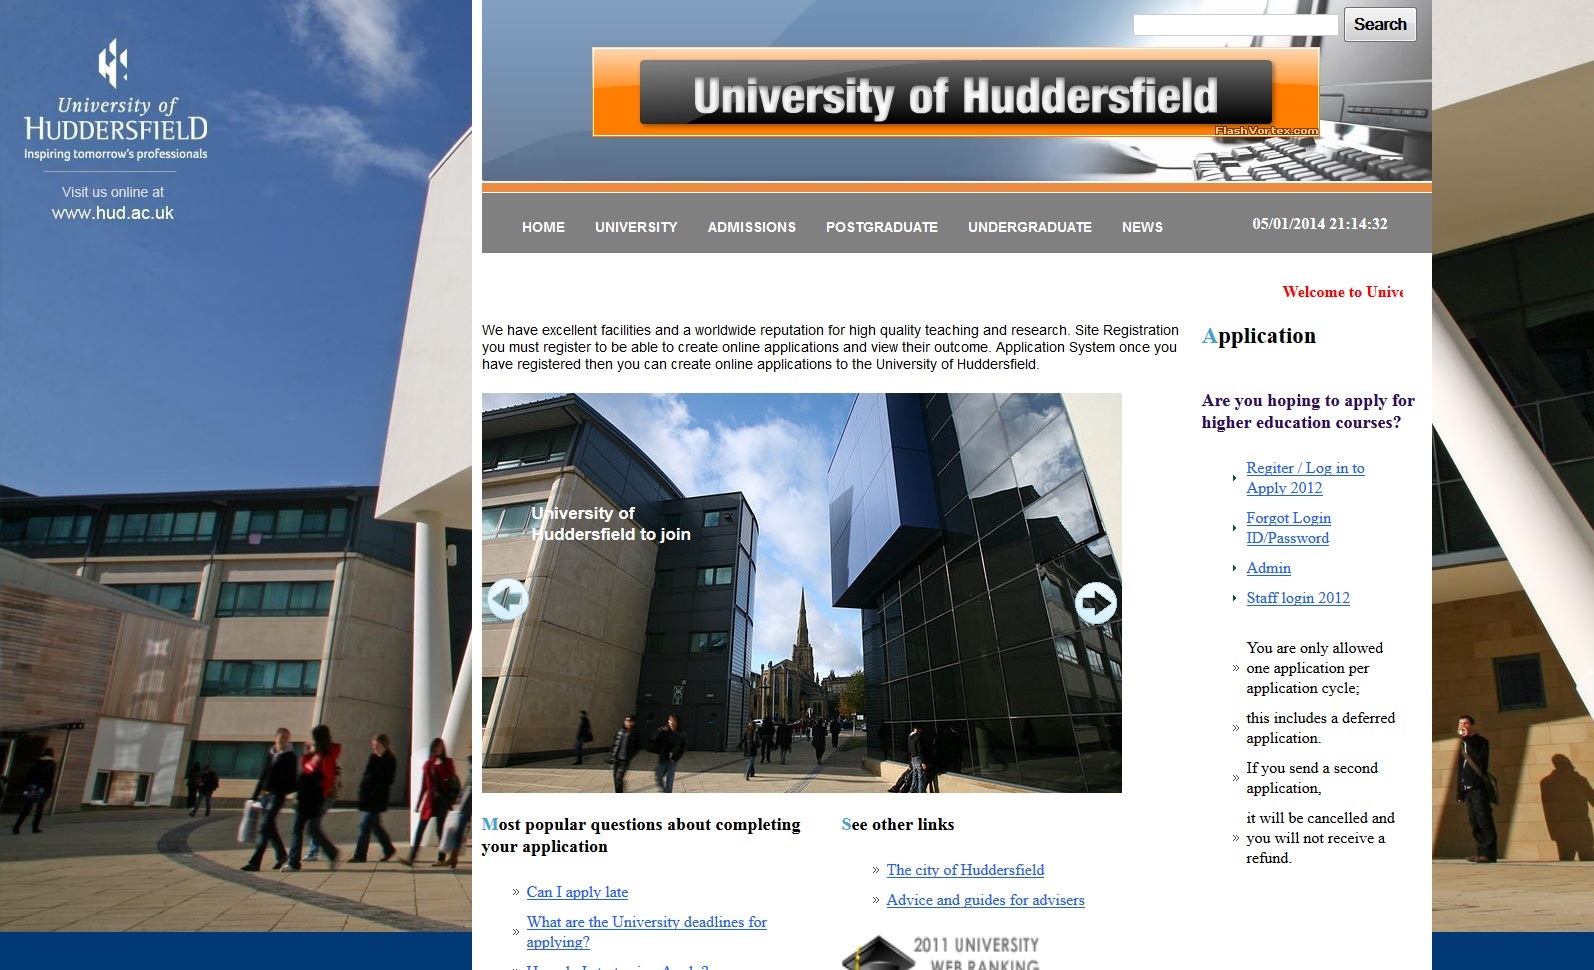 University of
HUDDERSFIELD
Inspiring tomorrow's professionals
Visit us online at
www.hud.ac.uk
Search
University of Huddersfield
FlashVortex.com
HOME UNIVERSITY ADMISSIONS POSTGRADUATE UNDERGRADUATE NEWS
05/01/2014 21:14:32
Welcome to Unive
We have excellent facilities and a worldwide reputation for high quality teaching and research. Site Registration
you must register to be able to create online applications and view their outcome. Application System once you
have registered then you can create online applications to the University of Huddersfield.
University of
Huddersfield to join
Most popular questions about completing
your application
» Can I apply late
» What are the University deadlines for
applying?
See other links
» The city of Huddersfield
» Advice and guides for advisers
2011 UNIVERSITY
WEB RANKING
Application
Are you hoping to apply for
higher education courses?
Regiter / Log in to
Apply 2012
Forgot Login
ID/Password
Admin
Staff login 2012
You are only allowed
» one application per
application cycle;
» this includes a deferred
application.
» If you send a second
application,
it will be cancelled and
» you will not receive a
refund.